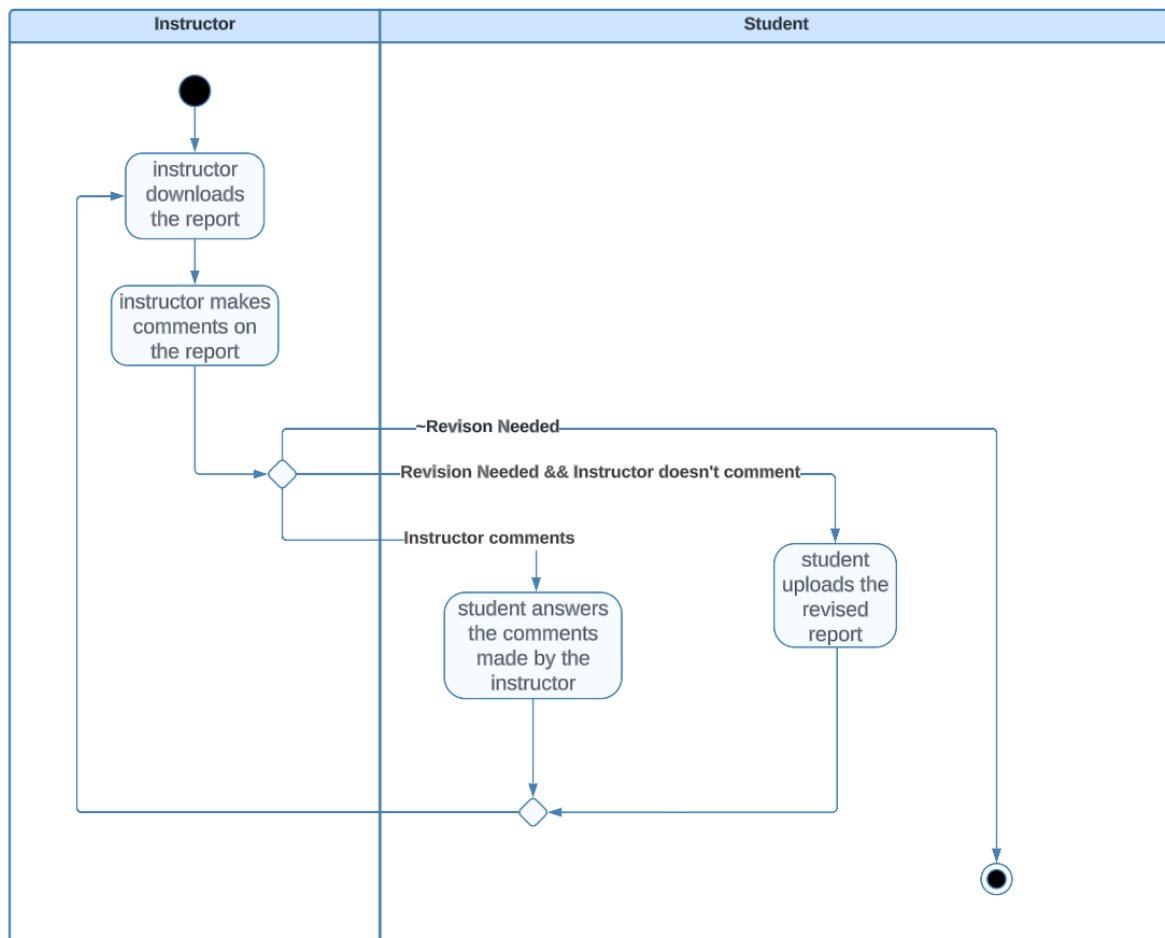 Instructor
Student
instructor
downloads
the report
instructor makes
comments on
the report
~Revison Needed
Revision Needed && Instructor doesn't comment
Instructor comments
student
uploads the
revised
report
student answers
the comments
made by the
instructor